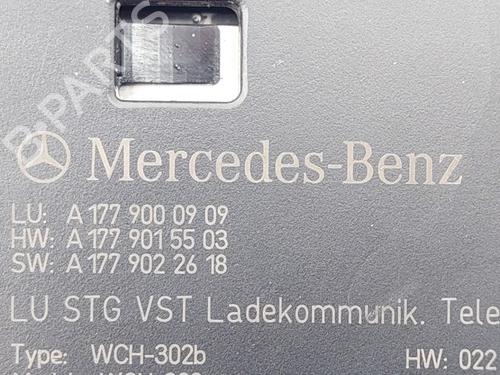 B-PARTS
Mercedes-Benz
LU: A 177 900 09 09
HW: A 177 901 55 03
SW: A 177 902 26 18
LU STG VST Ladekommunik. Tele
Type: WCH-302b HW: 022